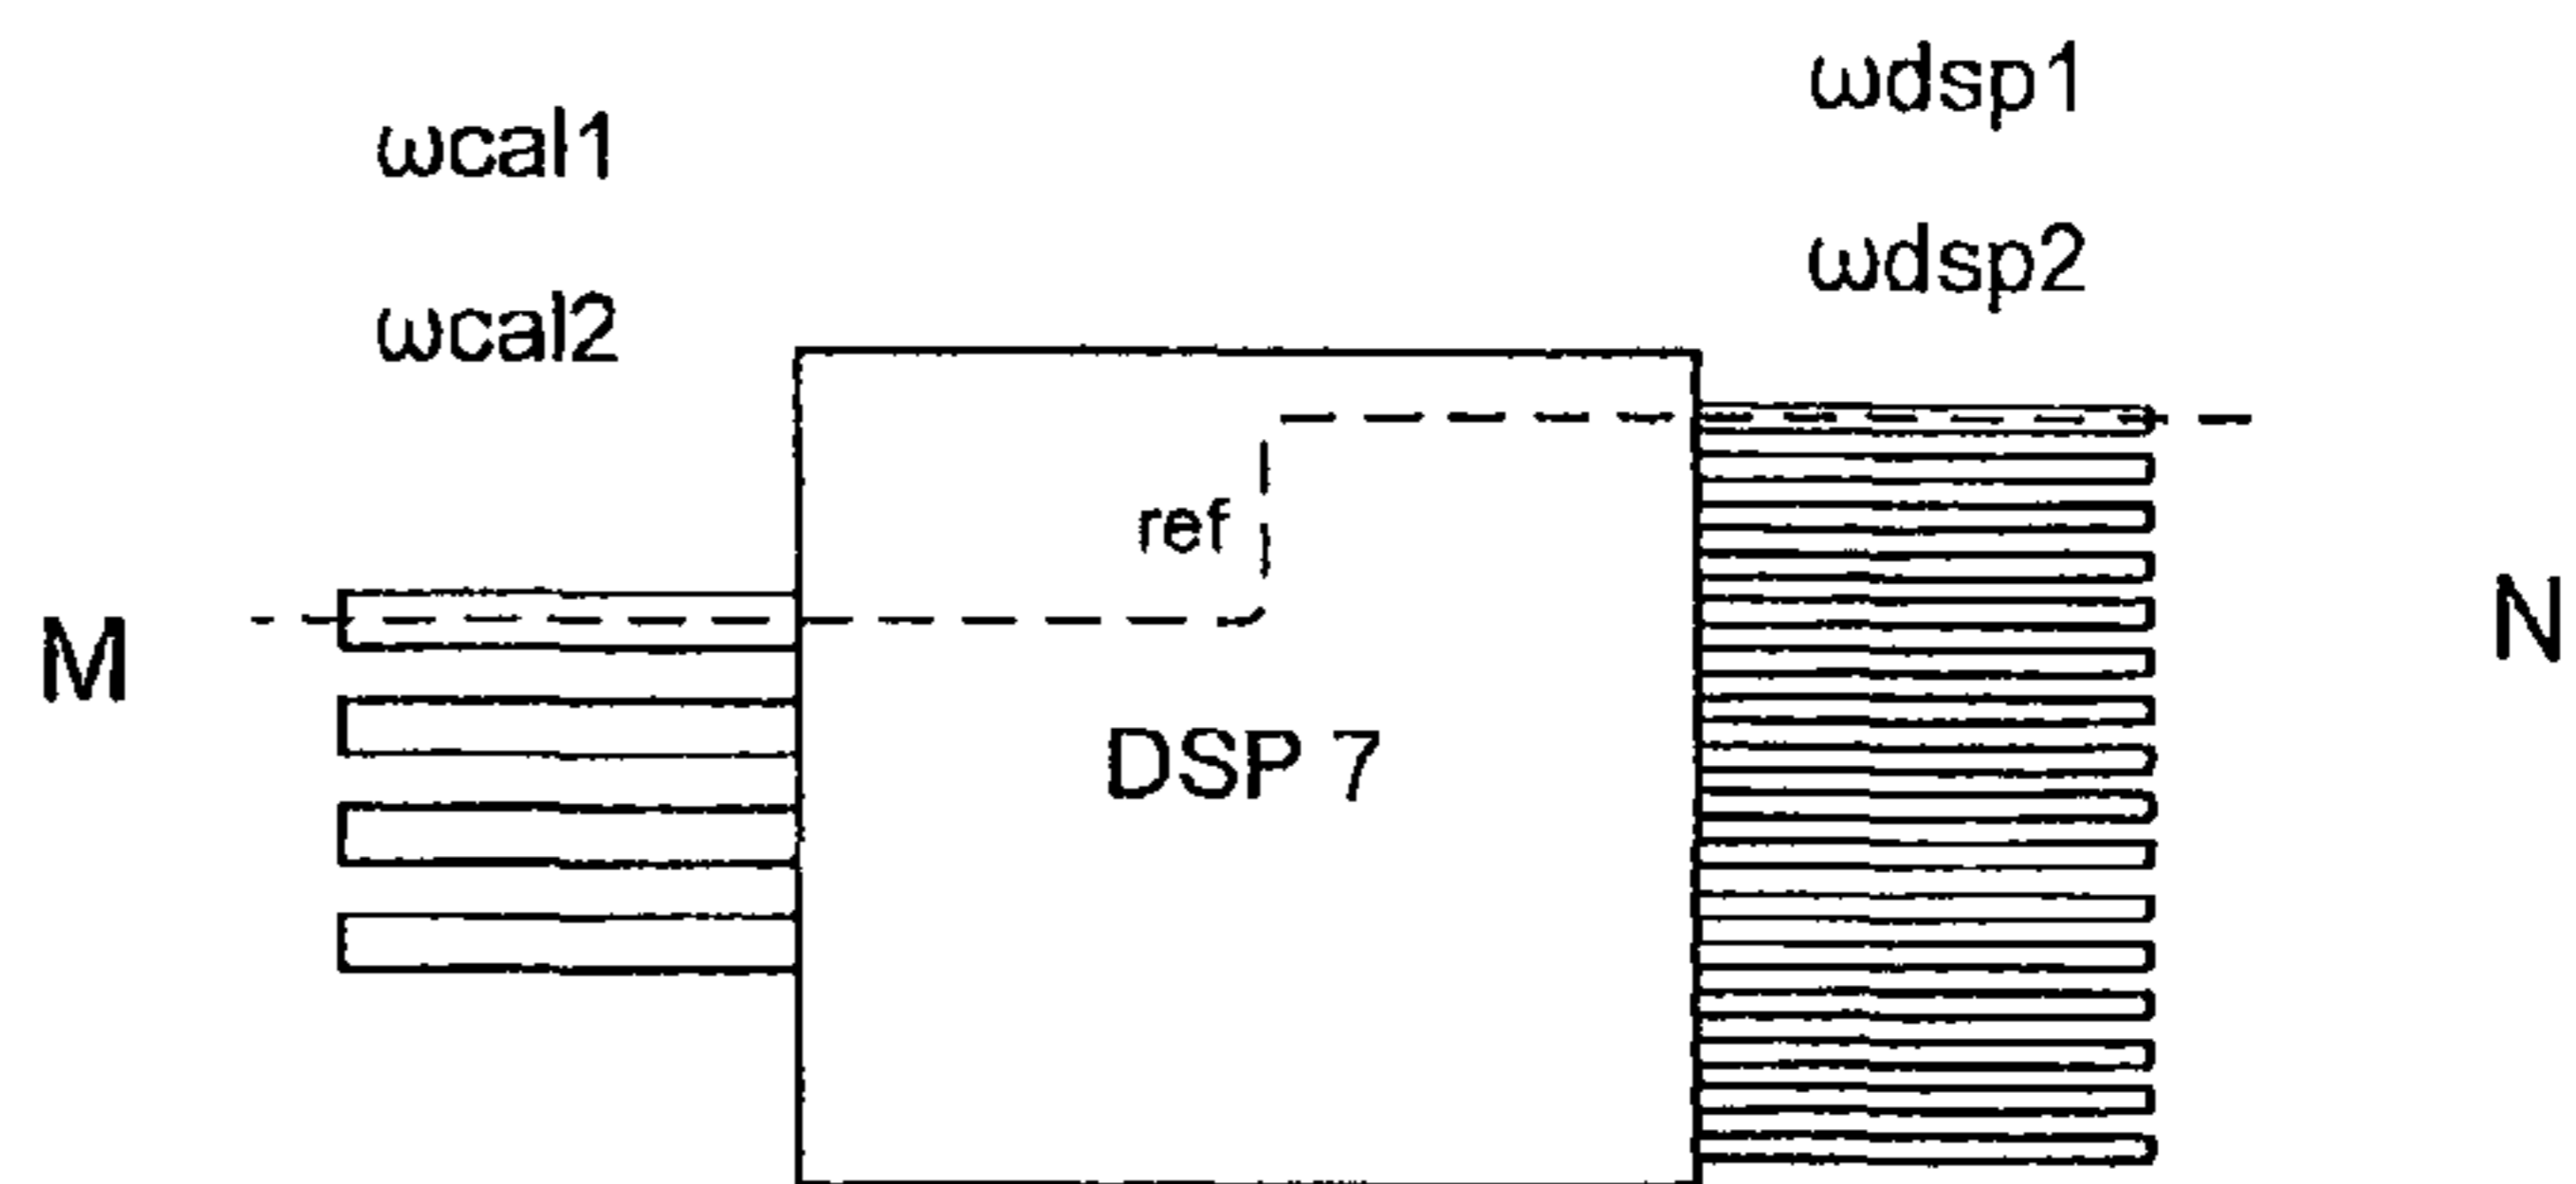 ωcal1
ωcal2
ωdsp1
ωdsp2
ref
M
DSP 7
N